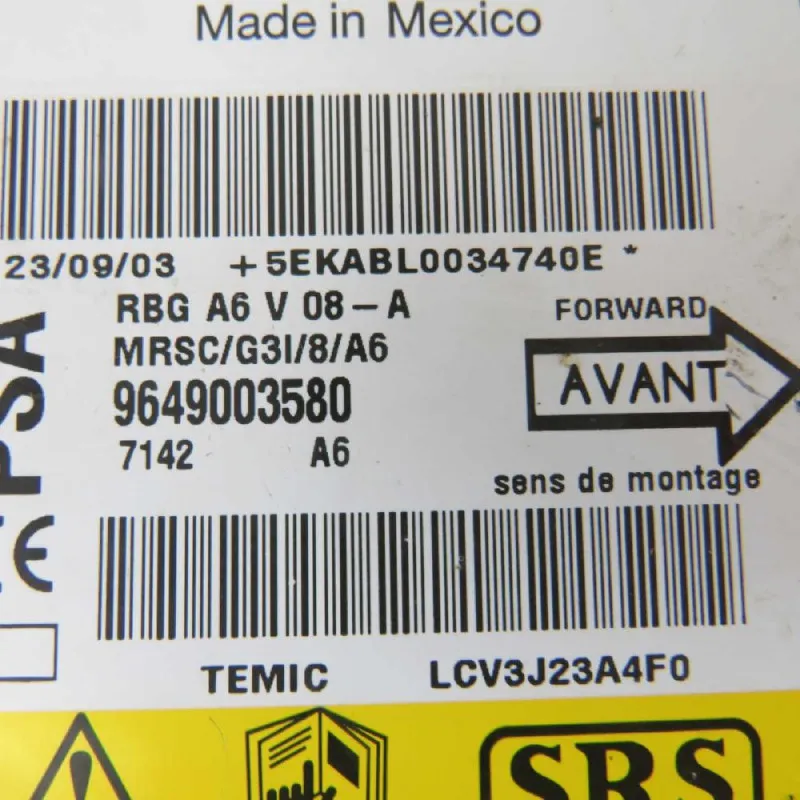 Made in Mexico
23/09/03 +5EKABL0034740E *
RBG A6 V 08-A
MRSC/G3I/8/A6
9649003580
7142 A6
FORWARD
AVANT
sens de montage
PSA
CE
TEMIC LCV3J23A4F0
SRS